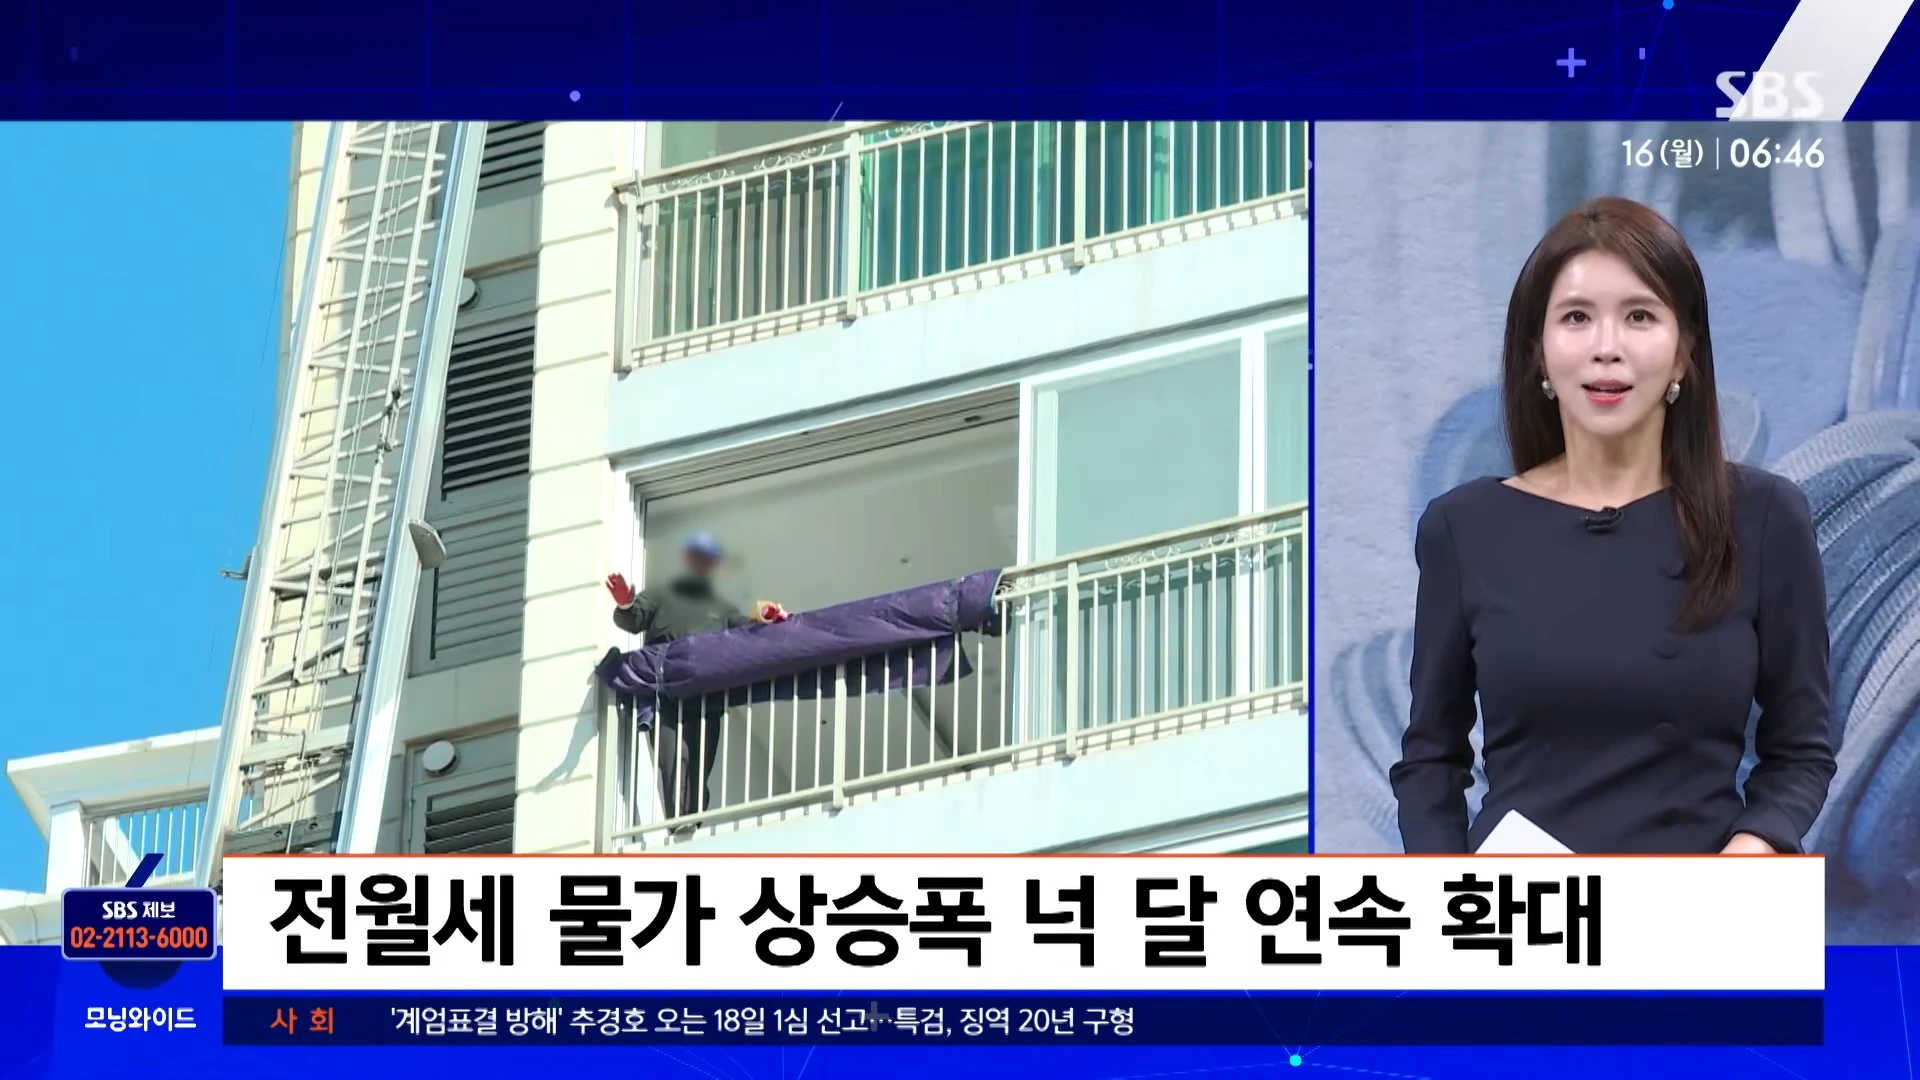 SBS
16(월) | 06:46
전월세 물가 상승폭 넉 달 연속 확대
SBS 제보
02-2113-6000
모닝와이드
사회 '계엄표결 방해' 추경호 오는 18일 1심 선고…특검, 징역 20년 구형